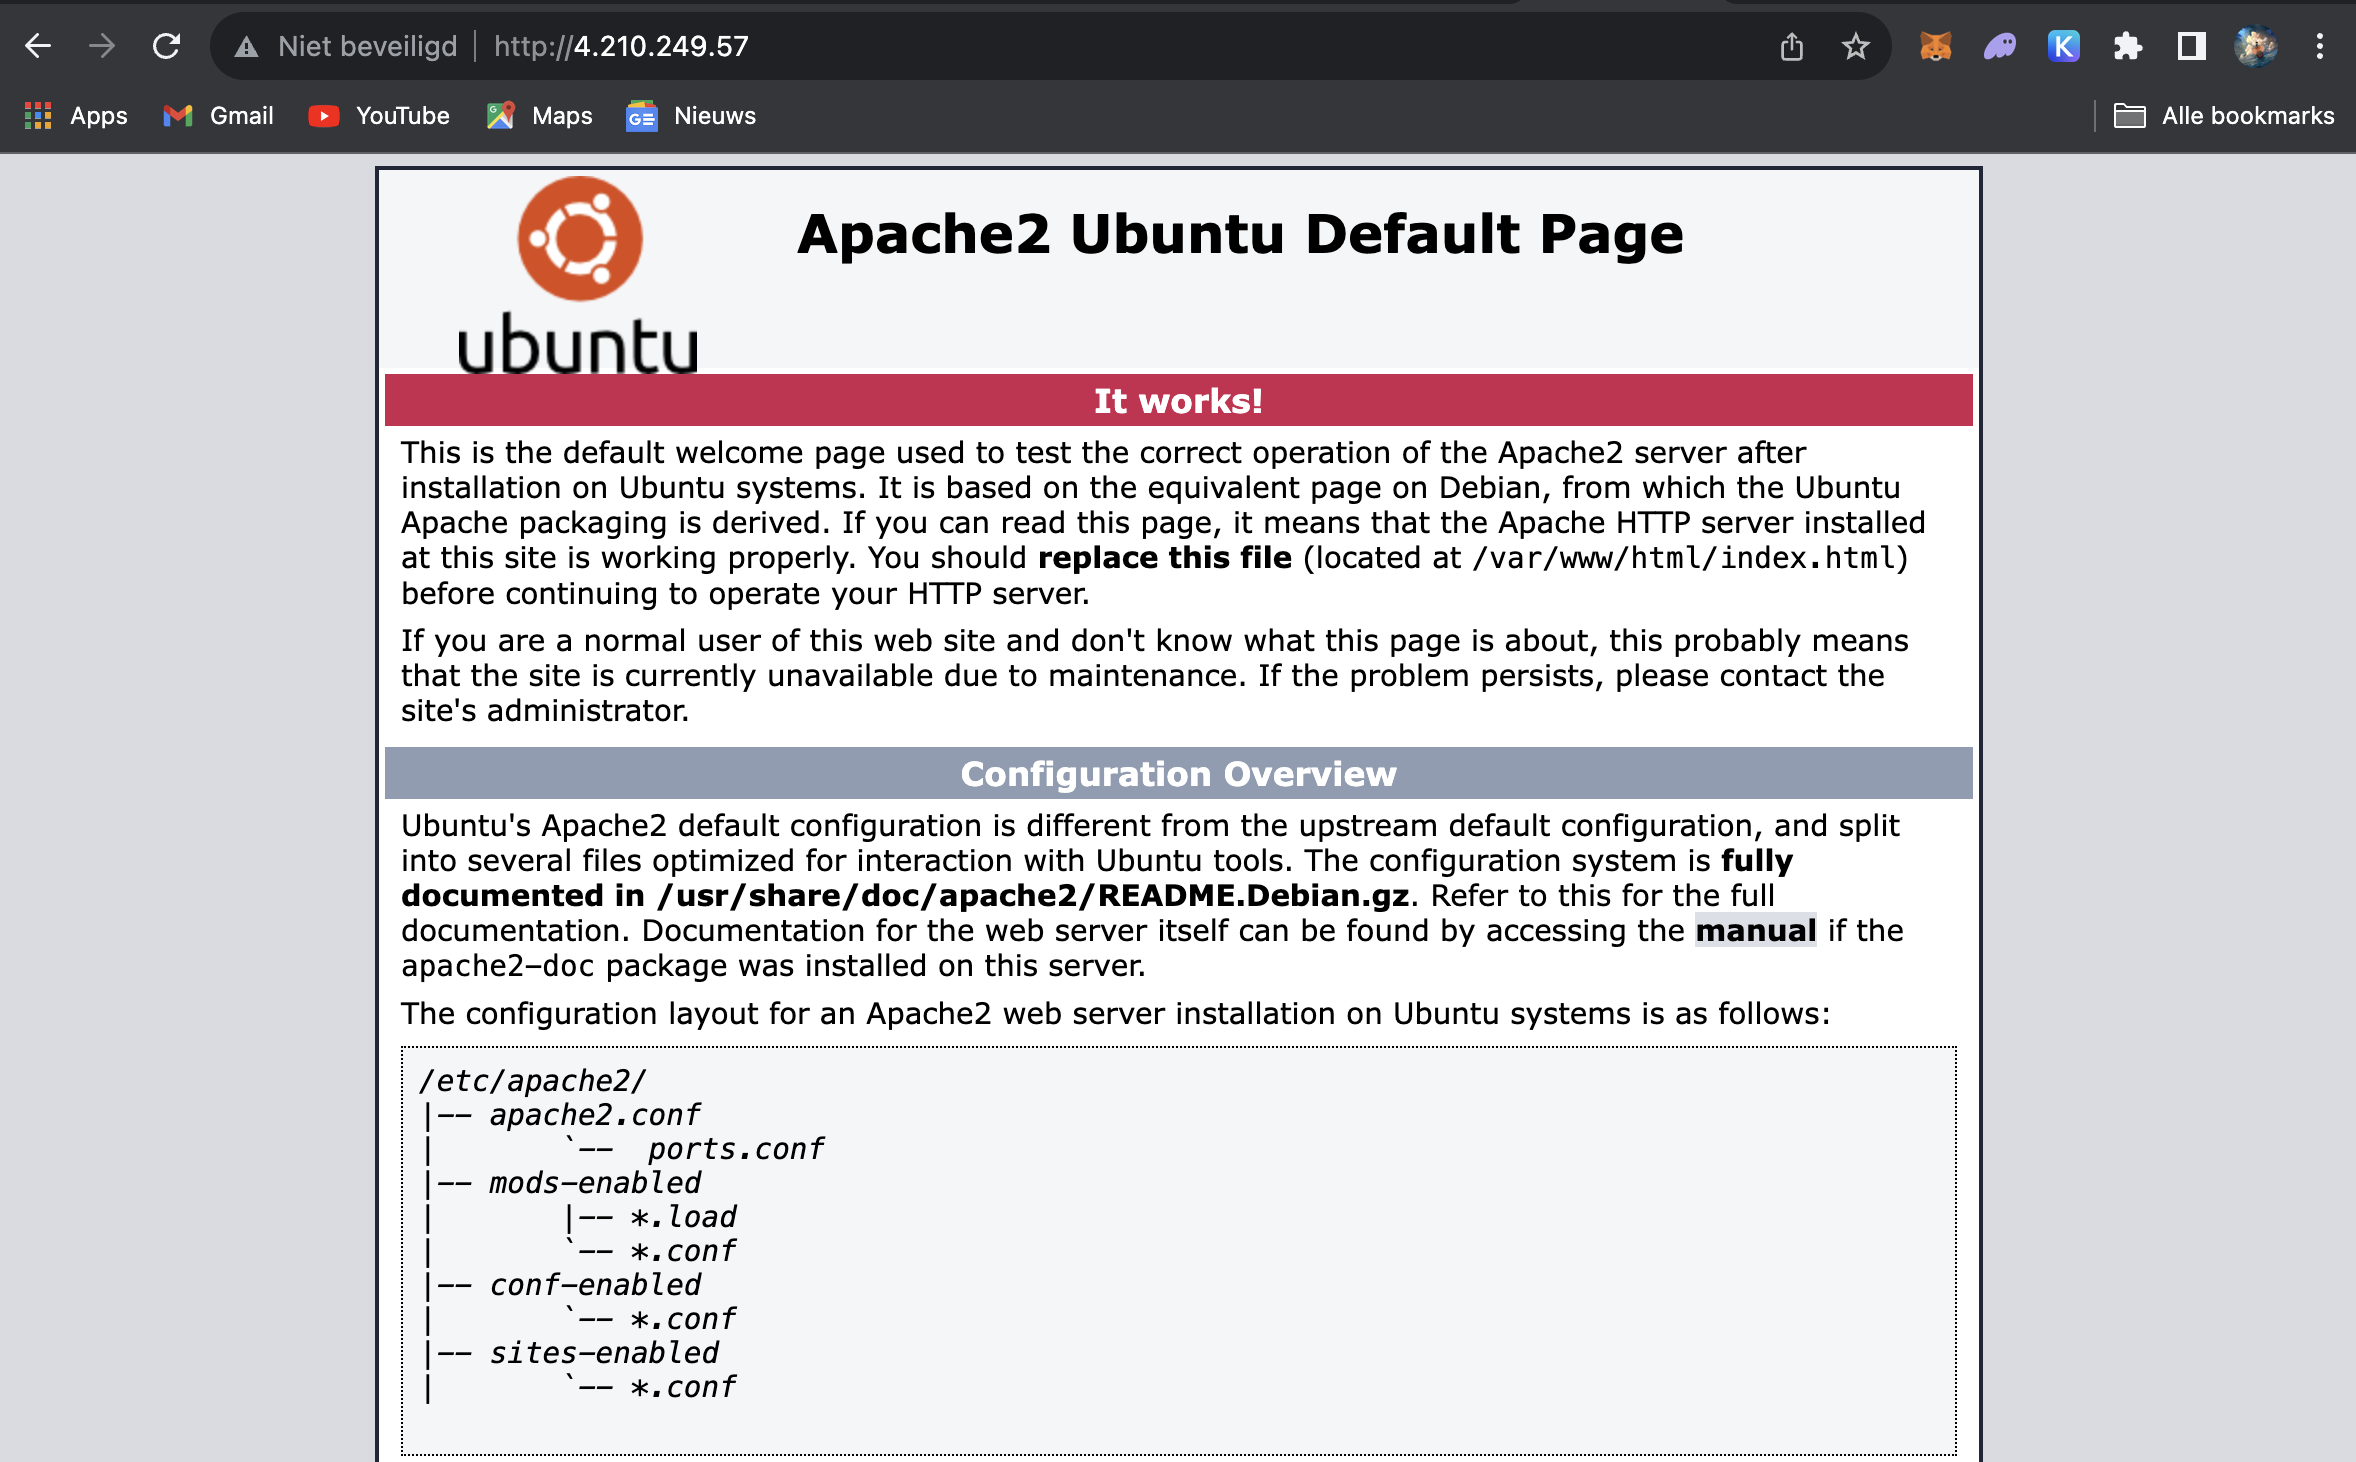 Niet beveiligd http://4.210.249.57
Apps Gmail YouTube Maps Nieuws Alle bookmarks
ubuntu
Apache2 Ubuntu Default Page
It works!
This is the default welcome page used to test the correct operation of the Apache2 server after
installation on Ubuntu systems. It is based on the equivalent page on Debian, from which the Ubuntu
Apache packaging is derived. If you can read this page, it means that the Apache HTTP server installed
at this site is working properly. You should replace this file (located at /var/www/html/index.html)
before continuing to operate your HTTP server.
If you are a normal user of this web site and don't know what this page is about, this probably means
that the site is currently unavailable due to maintenance. If the problem persists, please contact the
site's administrator.
Configuration Overview
Ubuntu's Apache2 default configuration is different from the upstream default configuration, and split
into several files optimized for interaction with Ubuntu tools. The configuration system is fully
documented in /usr/share/doc/apache2/README.Debian.gz. Refer to this for the full
documentation. Documentation for the web server itself can be found by accessing the manual if the
apache2-doc package was installed on this server.
The configuration layout for an Apache2 web server installation on Ubuntu systems is as follows:
/etc/apache2/
|-- apache2.conf
|       `--  ports.conf
|-- mods-enabled
|       |-- *.load
|       `-- *.conf
|-- conf-enabled
|       `-- *.conf
|-- sites-enabled
|       `-- *.conf